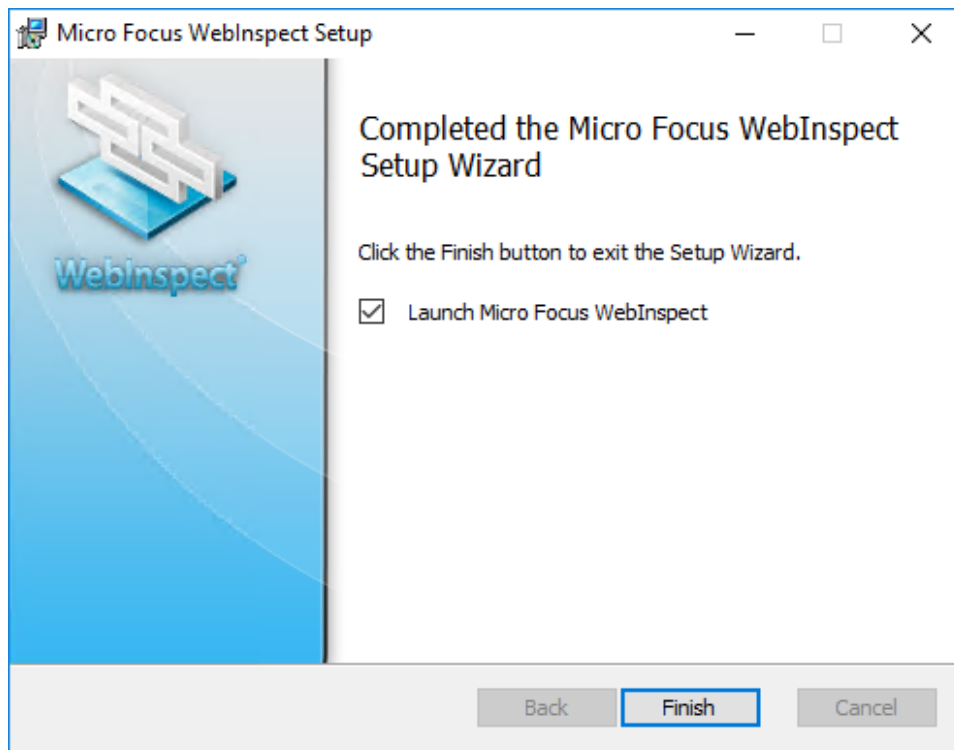 Micro Focus WebInspect Setup
WebInspect®
Completed the Micro Focus WebInspect
Setup Wizard
Click the Finish button to exit the Setup Wizard.
Launch Micro Focus WebInspect
Back Finish Cancel